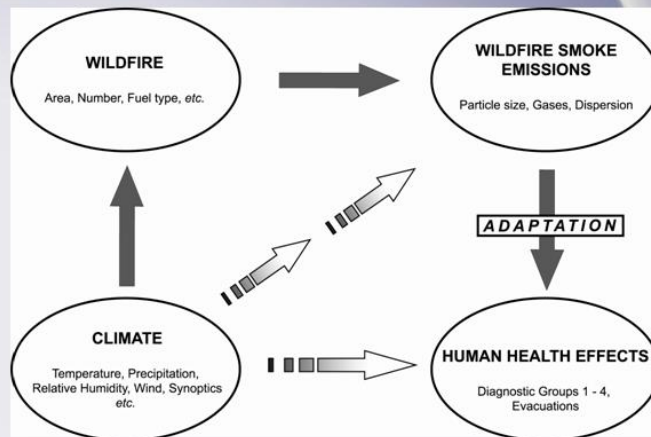 WILDFIRE
Area, Number, Fuel type, etc.
WILDFIRE SMOKE
EMISSIONS
Particle size, Gases, Dispersion
ADAPTATION
CLIMATE
Temperature, Precipitation,
Relative Humidity, Wind, Synoptics
etc.
HUMAN HEALTH EFFECTS
Diagnostic Groups 1 - 4,
Evacuations